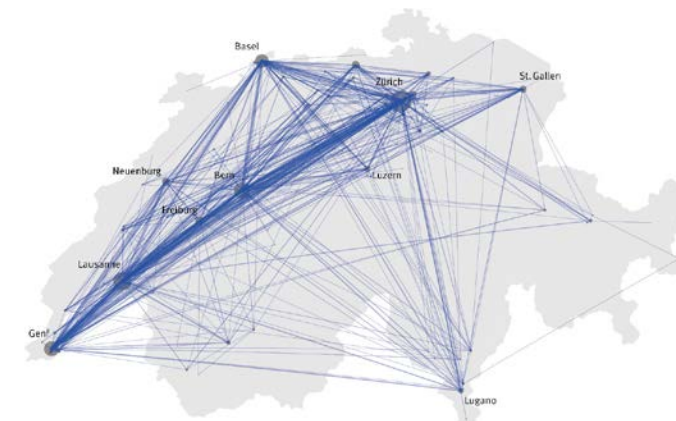 Basel
Zürich
St. Gallen
Neuenburg
Bern
Luzern
Freiburg
Lausanne
Genf
Lugano